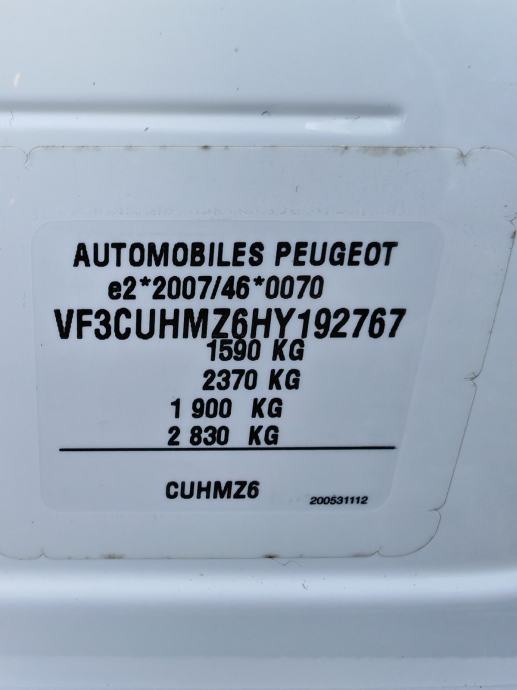 AUTOMOBILES PEUGEOT
e2*2007/46*0070
VF3CUHMZ6HY192767
1590 KG
2370 KG
1 900 KG
2 830 KG
CUHMZ6
200531112